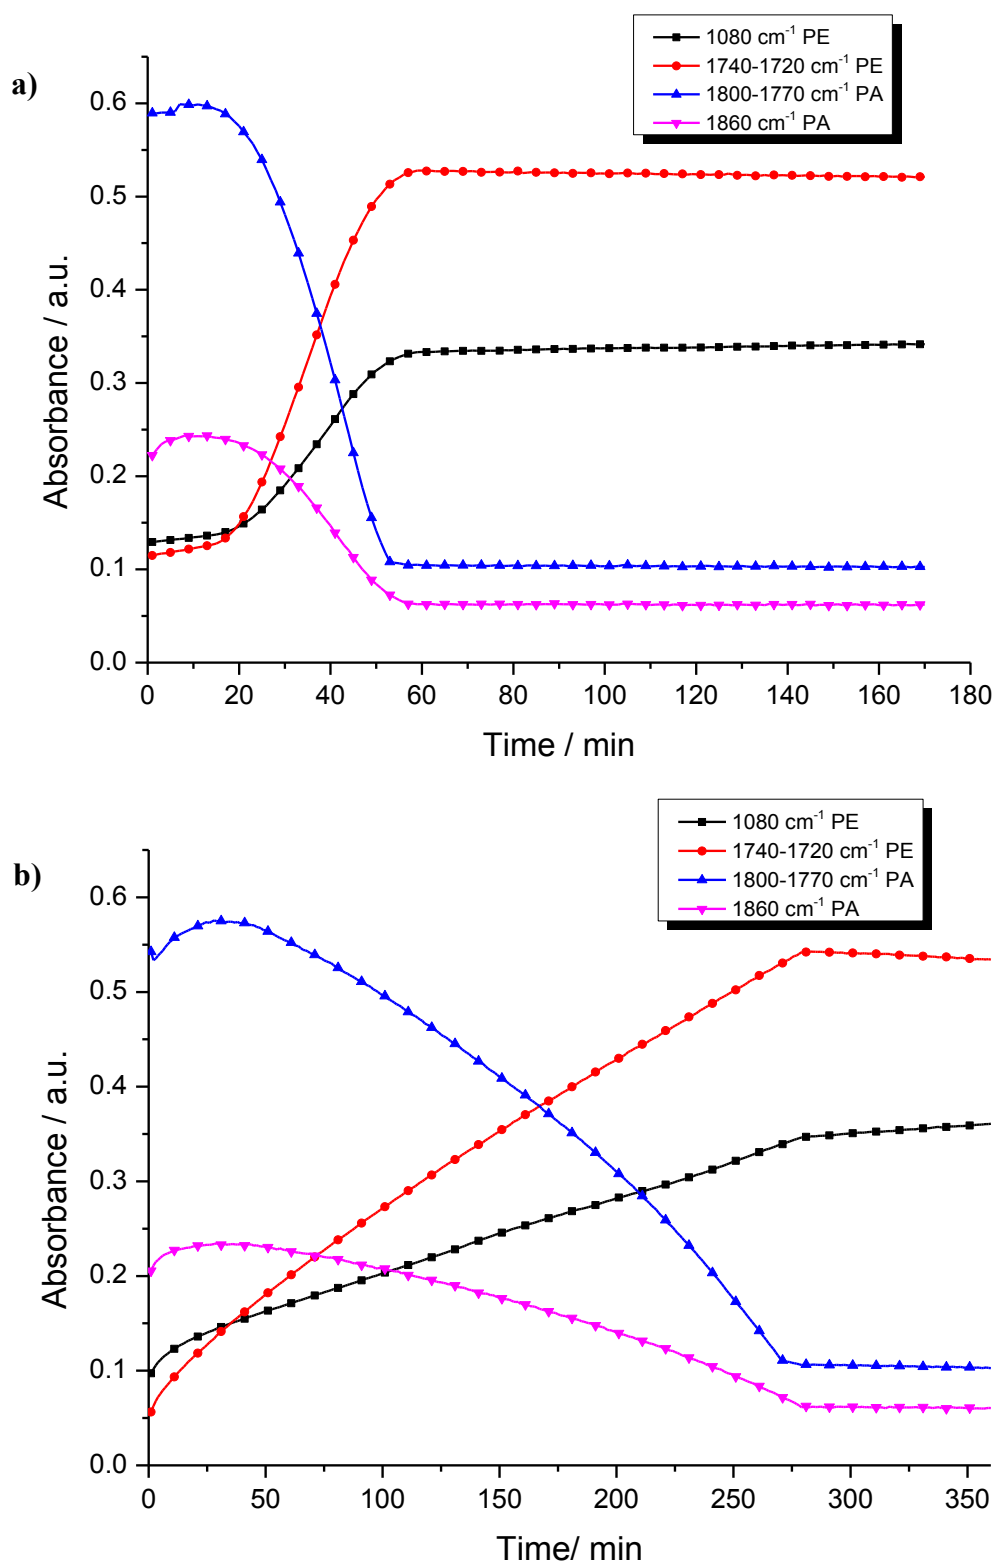 a)
1080 cm⁻¹ PE
1740-1720 cm⁻¹ PE
1800-1770 cm⁻¹ PA
1860 cm⁻¹ PA
Absorbance / a.u.
0.6
0.5
0.4
0.3
0.2
0.1
0.0
0 20 40 60 80 100 120 140 160 180
Time / min
b)
1080 cm⁻¹ PE
1740-1720 cm⁻¹ PE
1800-1770 cm⁻¹ PA
1860 cm⁻¹ PA
Absorbance / a.u.
0.6
0.5
0.4
0.3
0.2
0.1
0.0
0 50 100 150 200 250 300 350
Time/ min